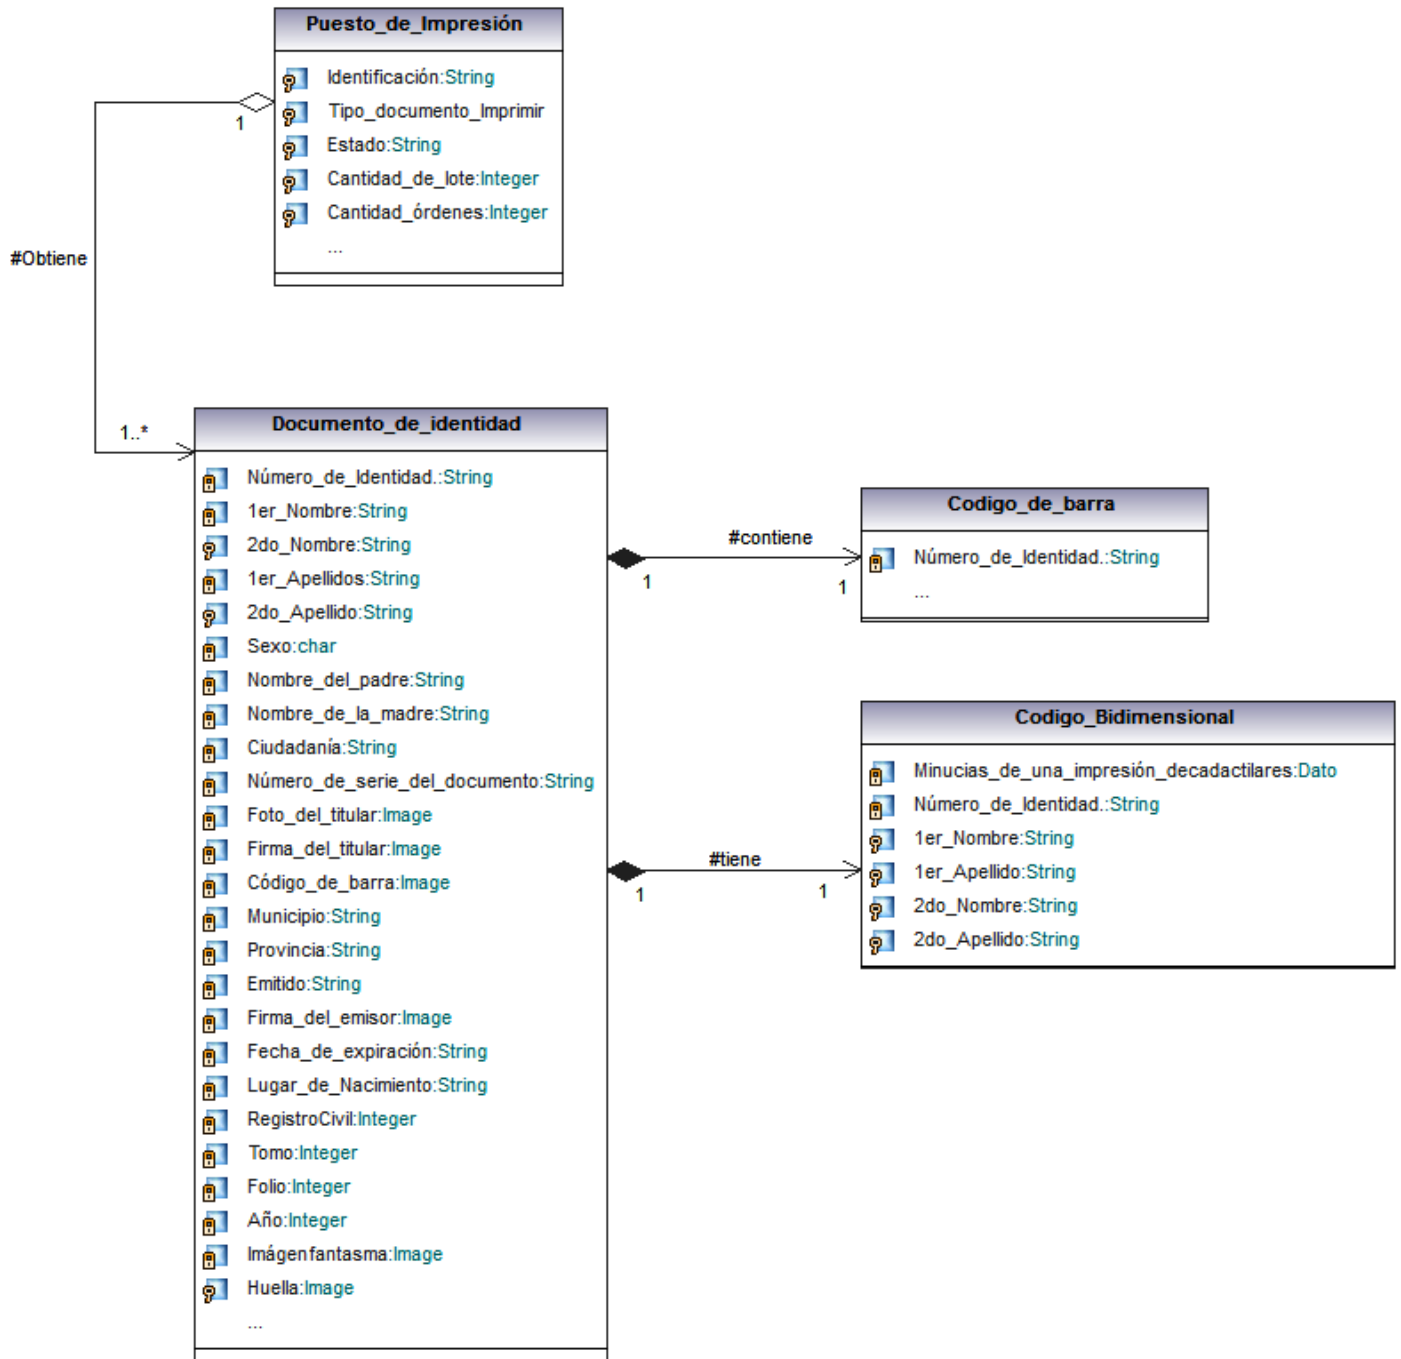 Puesto_de_Impresión
Identificación:String
Tipo_documento_Imprimir
Estado:String
Cantidad_de_lote:Integer
Cantidad_órdenes:Integer
...
1
#Obtiene
1..*
Documento_de_identidad
Número_de_Identidad.:String
1er_Nombre:String
2do_Nombre:String
1er_Apellidos:String
2do_Apellido:String
Sexo:char
Nombre_del_padre:String
Nombre_de_la_madre:String
Ciudadanía:String
Número_de_serie_del_documento:String
Foto_del_titular:Image
Firma_del_titular:Image
Código_de_barra:Image
Municipio:String
Provincia:String
Emitido:String
Firma_del_emisor:Image
Fecha_de_expiración:String
Lugar_de_Nacimiento:String
RegistroCivil:Integer
Tomo:Integer
Folio:Integer
Año:Integer
Imágenfantasma:Image
Huella:Image
...
#contiene
1
1
Codigo_de_barra
Número_de_Identidad.:String
...
#tiene
1
1
Codigo_Bidimensional
Minucias_de_una_impresión_decadactilares:Dato
Número_de_Identidad.:String
1er_Nombre:String
1er_Apellido:String
2do_Nombre:String
2do_Apellido:String